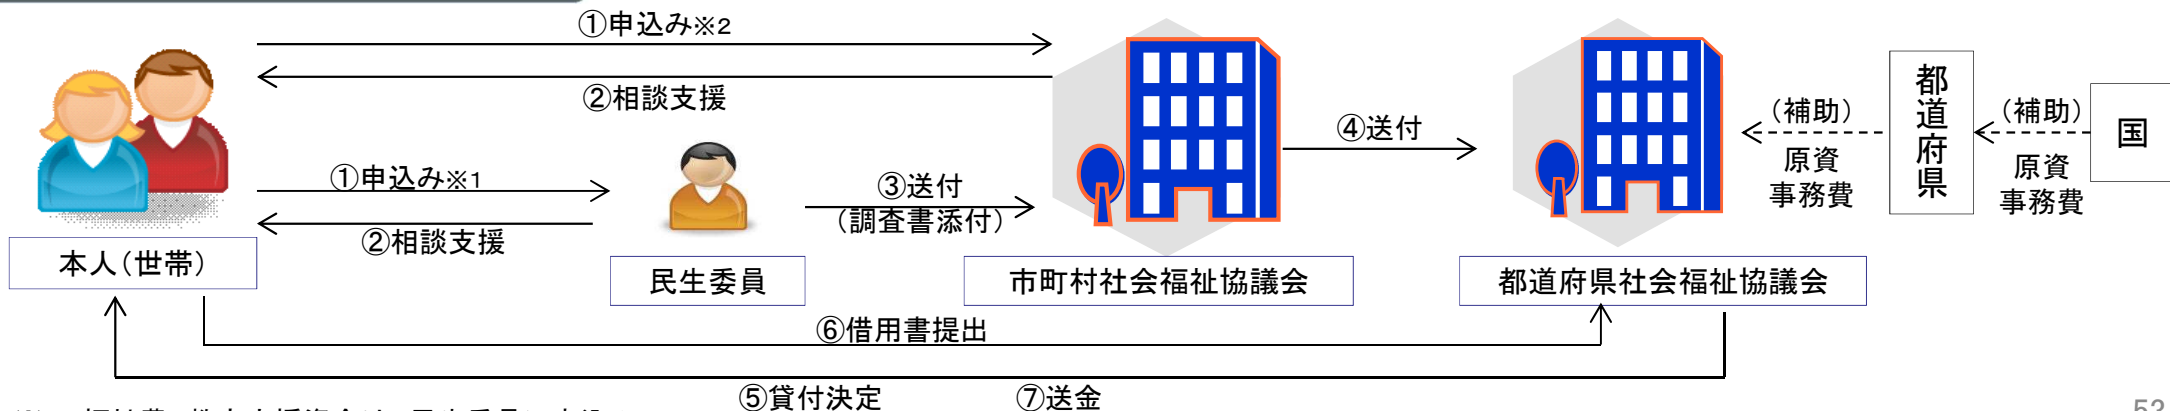 ①申込み※2
②相談支援
①申込み※1
②相談支援
③送付
(調査書添付)
④送付
(補助)
原資
事務費
都道府県
(補助)
原資
事務費
国
本人(世帯)
民生委員
市町村社会福祉協議会
都道府県社会福祉協議会
⑥借用書提出
⑤貸付決定
⑦送金
52